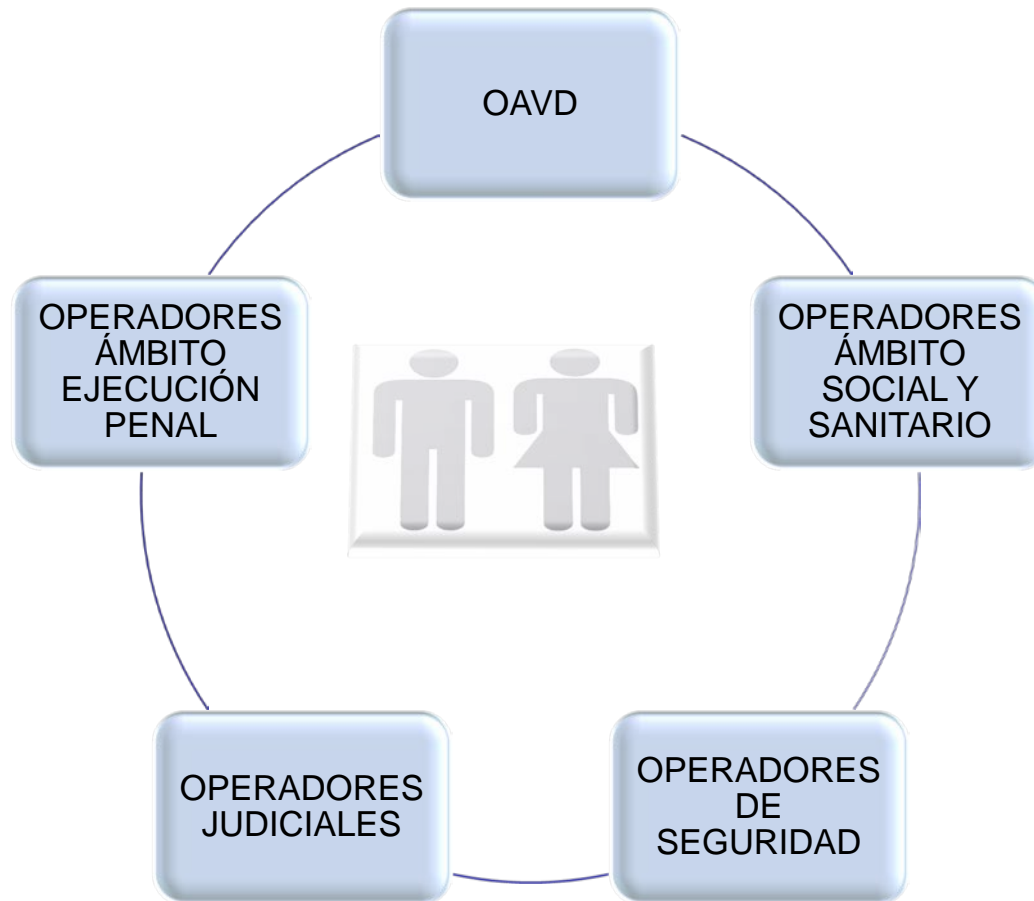 OAVD
OPERADORES
ÁMBITO
EJECUCIÓN
PENAL
OPERADORES
ÁMBITO
SOCIAL Y
SANITARIO
OPERADORES
JUDICIALES
OPERADORES
DE
SEGURIDAD